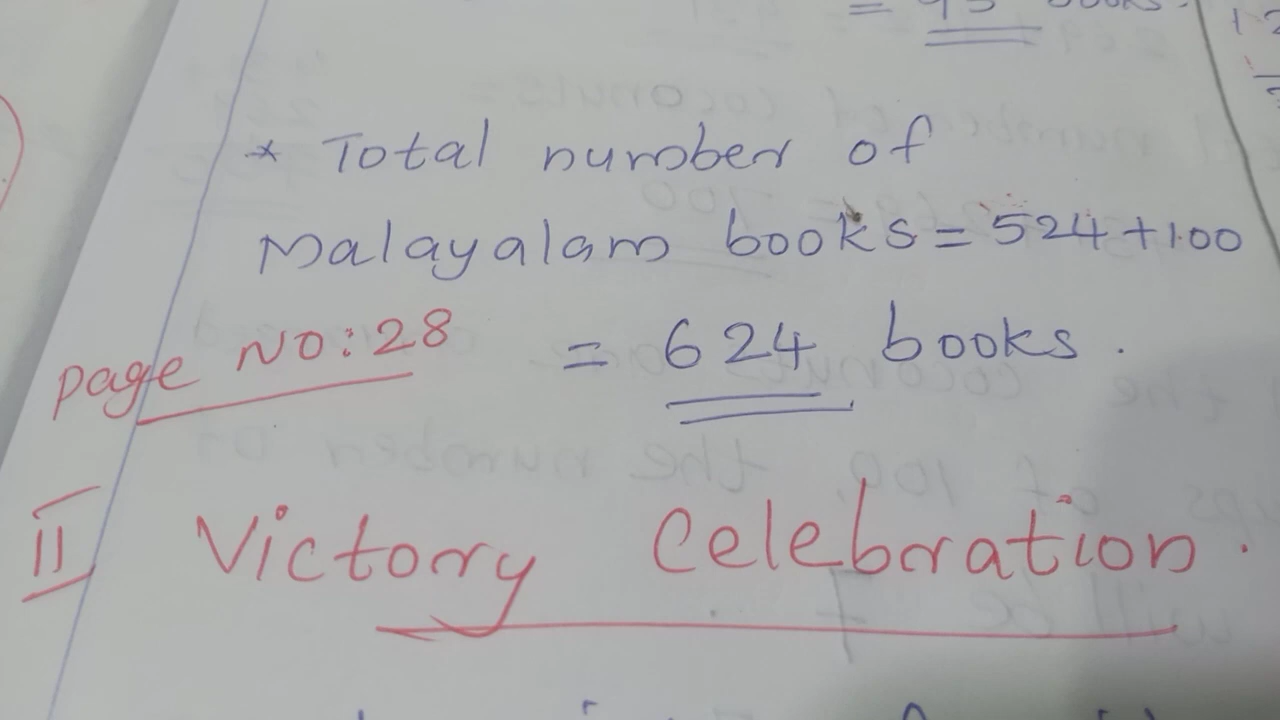 * Total number of
Malayalam books = 524 + 100
Page NO: 28
= 624 books.
II Victory Celebration.